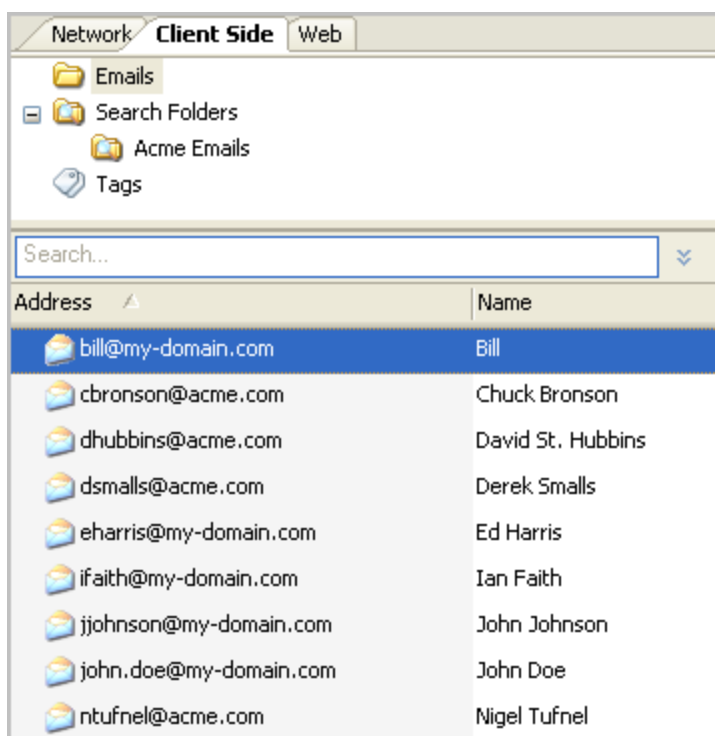 Network Client Side Web
Emails
Search Folders
Acme Emails
Tags
Search...
Address Name
bill@my-domain.com Bill
cbronson@acme.com Chuck Bronson
dhubbins@acme.com David St. Hubbins
dsmalls@acme.com Derek Smalls
eharris@my-domain.com Ed Harris
ifaith@my-domain.com Ian Faith
jjohnson@my-domain.com John Johnson
john.doe@my-domain.com John Doe
ntufnel@acme.com Nigel Tufnel